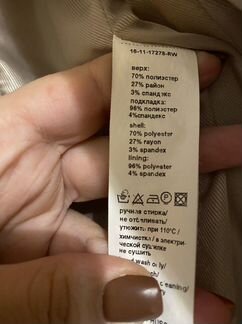 16-11-17278-RW
верх:
70% полиэстер
27% район
3% спандекс
подкладка:
96% полиэстер
4%спандекс
shell:
70% polyester
27% rayon
3% spandex
lining:
96% polyester
4% spandex
ручная стирка/
не отбеливать/
утюжить при 110°C/
химчистка/ в электри-
ческой сушилке
не сушить
only/